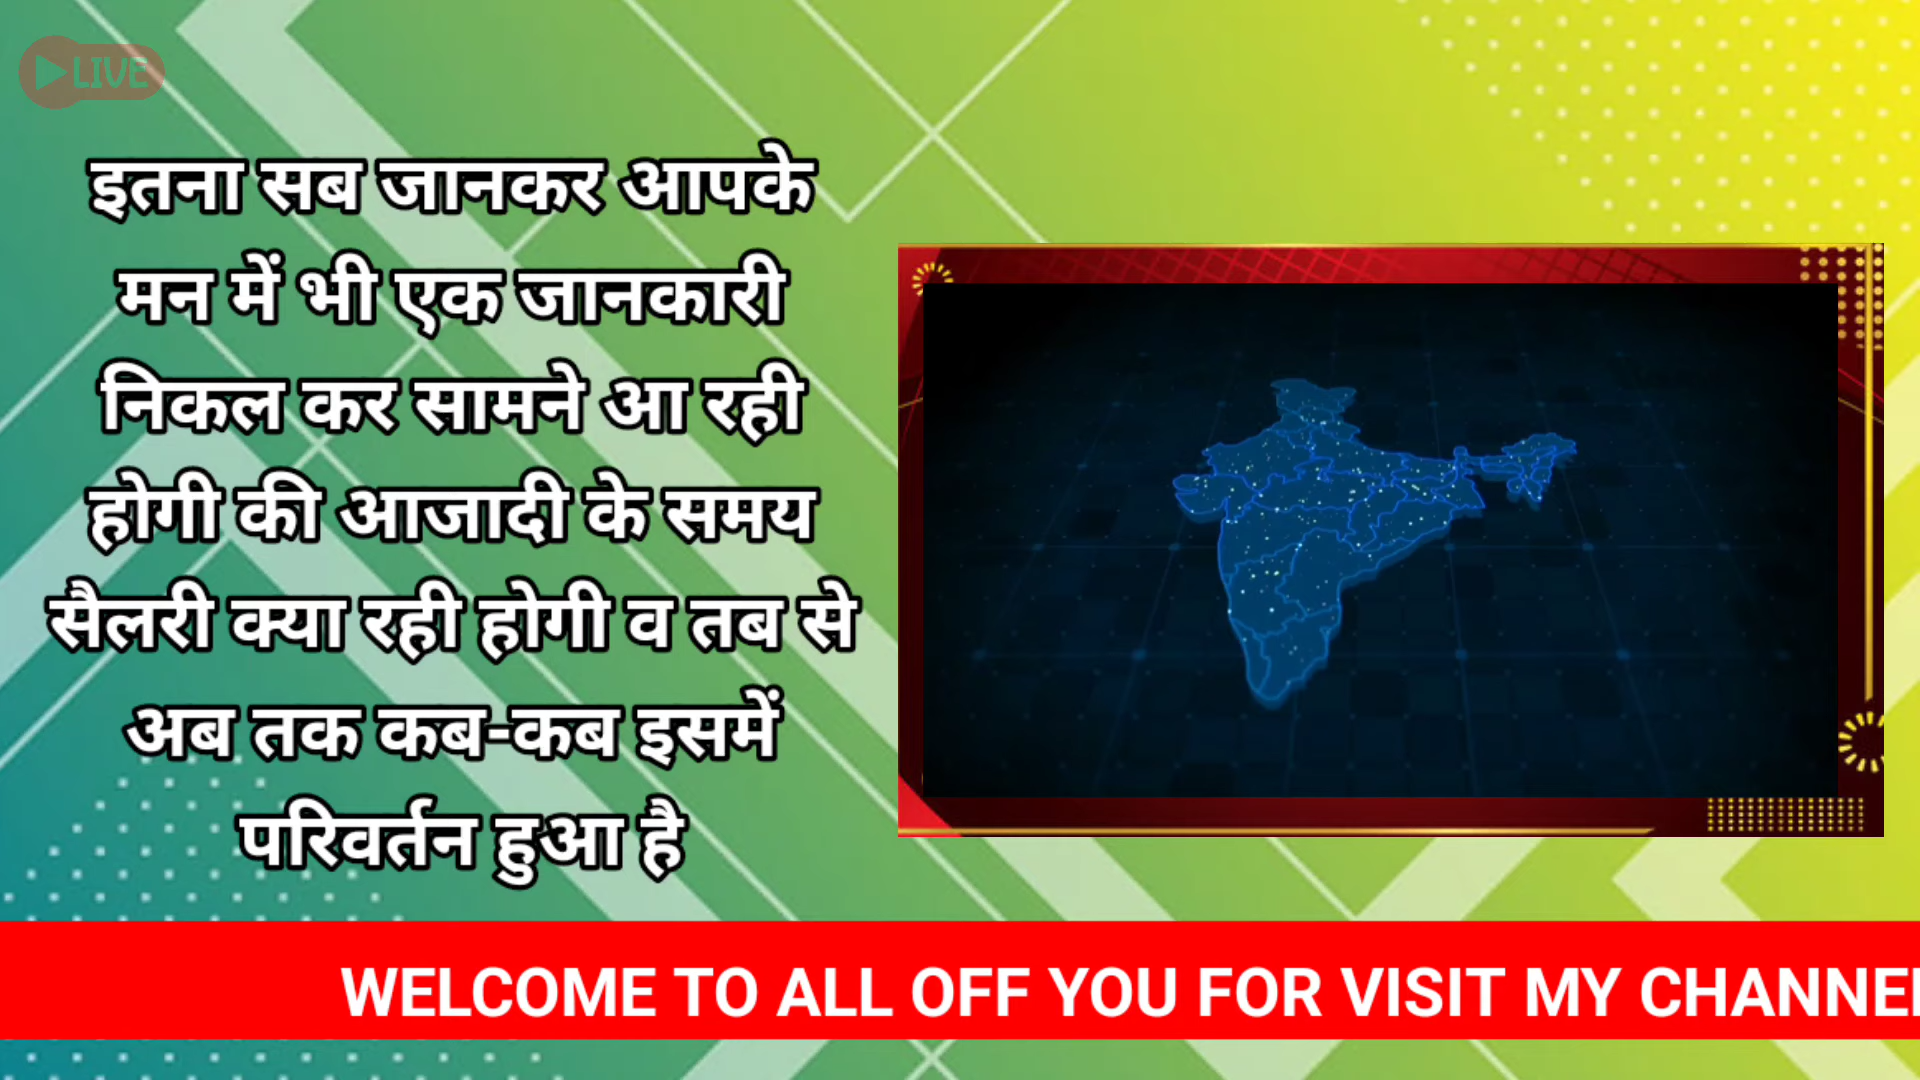 LIVE
इतना सब जानकर आपके
मन में भी एक जानकारी
निकल कर सामने आ रही
होगी की आजादी के समय
सैलरी क्या रही होगी व तब से
अब तक कब-कब इसमें
परिवर्तन हुआ है
WELCOME TO ALL OFF YOU FOR VISIT MY CHANNEL